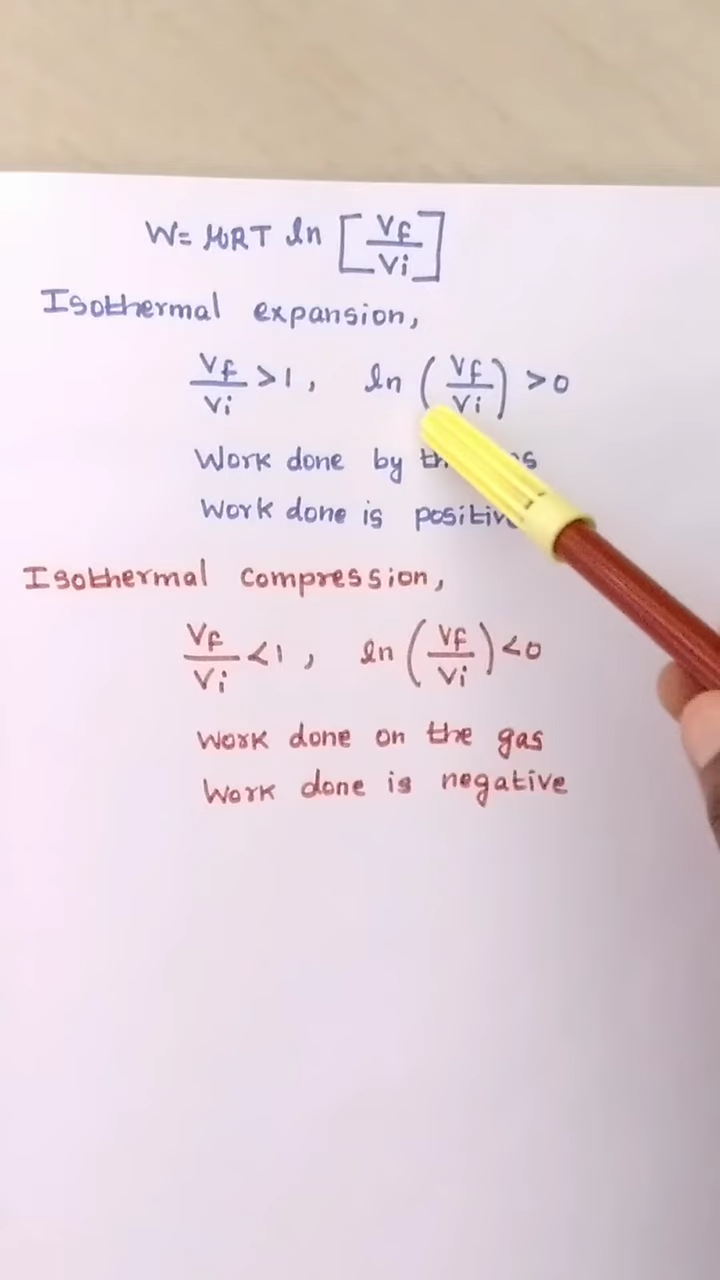 W= μRT ln [Vf/Vi]
Isothermal expansion,
Vf/Vi >1, ln (Vf/Vi) >0
Work done by
Work done is
Isothermal compression,
Vf/Vi <1, ln (Vf/Vi) <0
Work done on the gas
Work done is negative